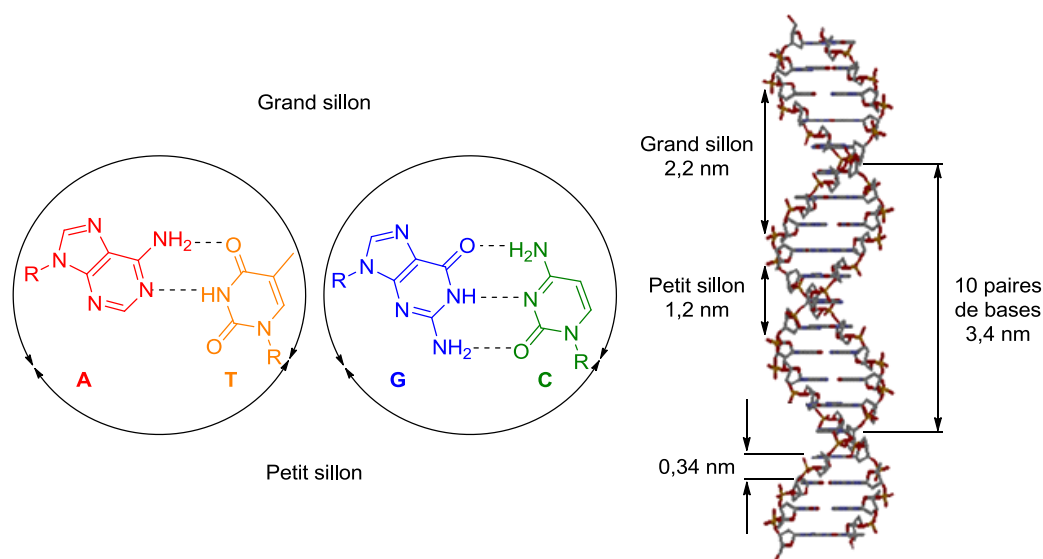 Grand sillon
N
N
N
N
R
NH2
O
HN
N
O
R
A
T
N
N
N
N
R
O
NH
NH2
H2N
N
N
O
R
G
C
Petit sillon
Grand sillon
2,2 nm
Petit sillon
1,2 nm
10 paires
de bases
3,4 nm
0,34 nm